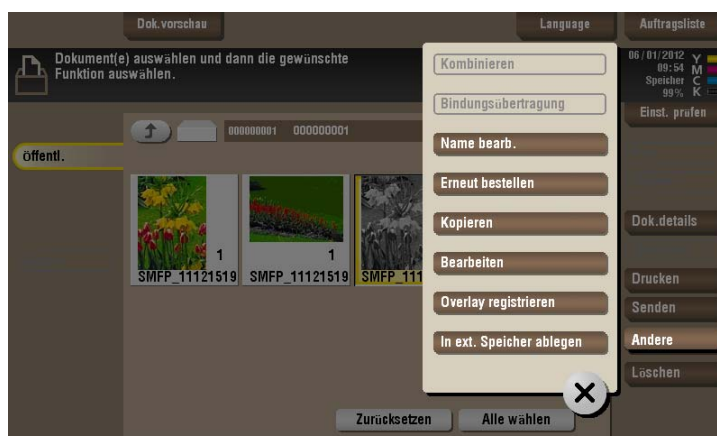 Dok.vorschau
Language
Auftragsliste
Dokument(e) auswählen und dann die gewünschte
Funktion auswählen.
06/01/2012
09:54
Speicher
99%
Y
M
C
K
Einst. prüfen
öffentl.
000000001 000000001
1
SMFP_11121519
1
SMFP_11121519
SMFP_111
Kombinieren
Bindungsübertragung
Name bearb.
Erneut bestellen
Kopieren
Bearbeiten
Overlay registrieren
In ext. Speicher ablegen
Dok.details
Drucken
Senden
Andere
Löschen
Zurücksetzen
Alle wählen